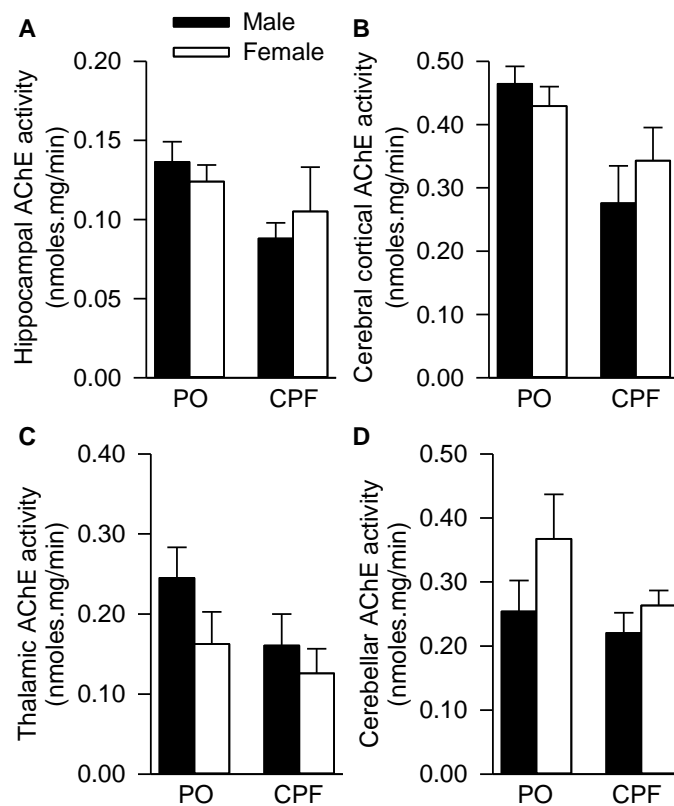 A
Male
Female
Hippocampal AChE activity
(nmoles.mg/min)
0.20
0.15
0.10
0.05
0.00
PO
CPF
B
Cerebral cortical AChE activity
(nmoles.mg/min)
0.50
0.40
0.30
0.20
0.10
0.00
PO
CPF
C
Thalamic AChE activity
(nmoles.mg/min)
0.40
0.30
0.20
0.10
0.00
PO
CPF
D
Cerebellar AChE activity
(nmoles.mg/min)
0.50
0.40
0.30
0.20
0.10
0.00
PO
CPF